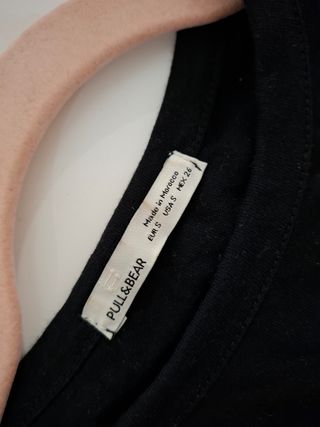 PULL&BEAR
EUR S USA S MEX 26
Made in Morocco